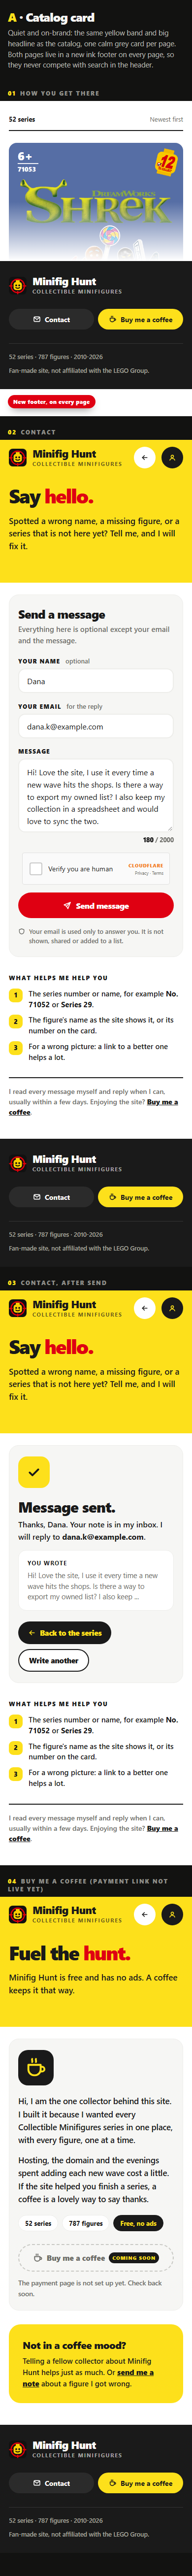 A · Catalog card
Quiet and on-brand: the same yellow band and big
headline as the catalog, one calm grey card per page.
Both pages live in a new ink footer on every page, so
they never compete with search in the header.
01 HOW YOU GET THERE
52 series
Newest first
6+
71053
12
DREAMWORKS
SHREK
Minifig Hunt
COLLECTIBLE MINIFIGURES
Contact
Buy me a coffee
52 series · 787 figures · 2010-2026
Fan-made site, not affiliated with the LEGO Group.
New footer, on every page
02 CONTACT
Minifig Hunt
COLLECTIBLE MINIFIGURES
Say hello.
Spotted a wrong name, a missing figure, or a
series that is not here yet? Tell me, and I will
fix it.
Send a message
Everything here is optional except your email
and the message.
YOUR NAME optional
Dana
YOUR EMAIL for the reply
dana.k@example.com
MESSAGE
Hi! Love the site, I use it every time a
new wave hits the shops. Is there a way
to export my owned list? I also keep my
collection in a spreadsheet and would
love to sync the two.
180 / 2000
Verify you are human
CLOUDFLARE
Privacy · Terms
Send message
Your email is used only to answer you. It is not
shown, shared or added to a list.
WHAT HELPS ME HELP YOU
1 The series number or name, for example No.
71052 or Series 29.
2 The figure's name as the site shows it, or its
number on the card.
3 For a wrong picture: a link to a better one
helps a lot.
I read every message myself and reply when I can,
usually within a few days. Enjoying the site? Buy me a
coffee.
Minifig Hunt
COLLECTIBLE MINIFIGURES
Contact
Buy me a coffee
52 series · 787 figures · 2010-2026
Fan-made site, not affiliated with the LEGO Group.
03 CONTACT, AFTER SEND
Minifig Hunt
COLLECTIBLE MINIFIGURES
Say hello.
Spotted a wrong name, a missing figure, or a
series that is not here yet? Tell me, and I will
fix it.
Message sent.
Thanks, Dana. Your note is in my inbox. I
will reply to dana.k@example.com.
YOU WROTE
Hi! Love the site, I use it every time a new
wave hits the shops. Is there a way to
export my owned list? I also keep ...
Back to the series
Write another
WHAT HELPS ME HELP YOU
1 The series number or name, for example No.
71052 or Series 29.
2 The figure's name as the site shows it, or its
number on the card.
3 For a wrong picture: a link to a better one
helps a lot.
I read every message myself and reply when I can,
usually within a few days. Enjoying the site? Buy me a
coffee.
04 BUY ME A COFFEE (PAYMENT LINK NOT
LIVE YET)
Minifig Hunt
COLLECTIBLE MINIFIGURES
Fuel the hunt.
Minifig Hunt is free and has no ads. A coffee
keeps it that way.
Hi, I am the one collector behind this site.
I built it because I wanted every
Collectible Minifigures series in one place,
with every figure, one at a time.
Hosting, the domain and the evenings
spent adding each new wave cost a little.
If the site helped you finish a series, a
coffee is a lovely way to say thanks.
52 series
787 figures
Free, no ads
Buy me a coffee COMING SOON
The payment page is not set up yet. Check back
soon.
Not in a coffee mood?
Telling a fellow collector about Minifig
Hunt helps just as much. Or send me a
note about a figure I got wrong.
Minifig Hunt
COLLECTIBLE MINIFIGURES
Contact
Buy me a coffee
52 series · 787 figures · 2010-2026
Fan-made site, not affiliated with the LEGO Group.